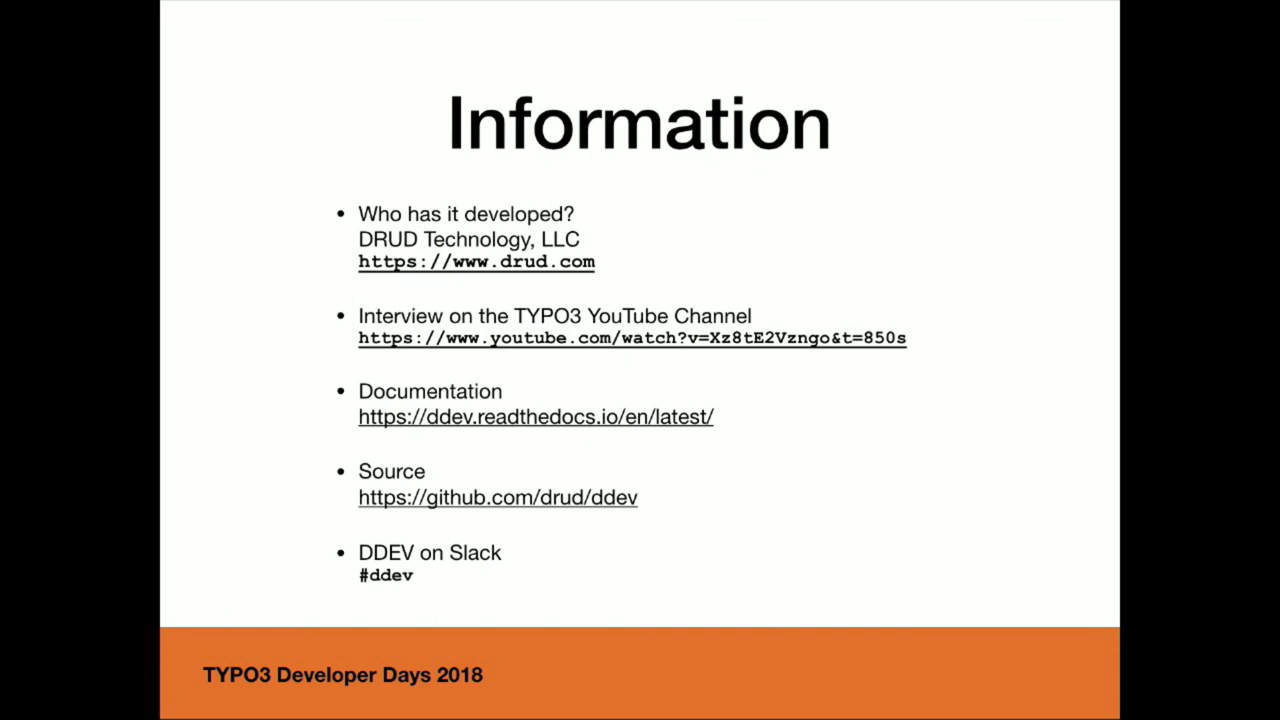 Information
• Who has it developed?
DRUD Technology, LLC
https://www.drud.com
• Interview on the TYPO3 YouTube Channel
https://www.youtube.com/watch?v=Xz8tE2Vzngo&t=850s
• Documentation
https://ddev.readthedocs.io/en/latest/
• Source
https://github.com/drud/ddev
• DDEV on Slack
#ddev
TYPO3 Developer Days 2018